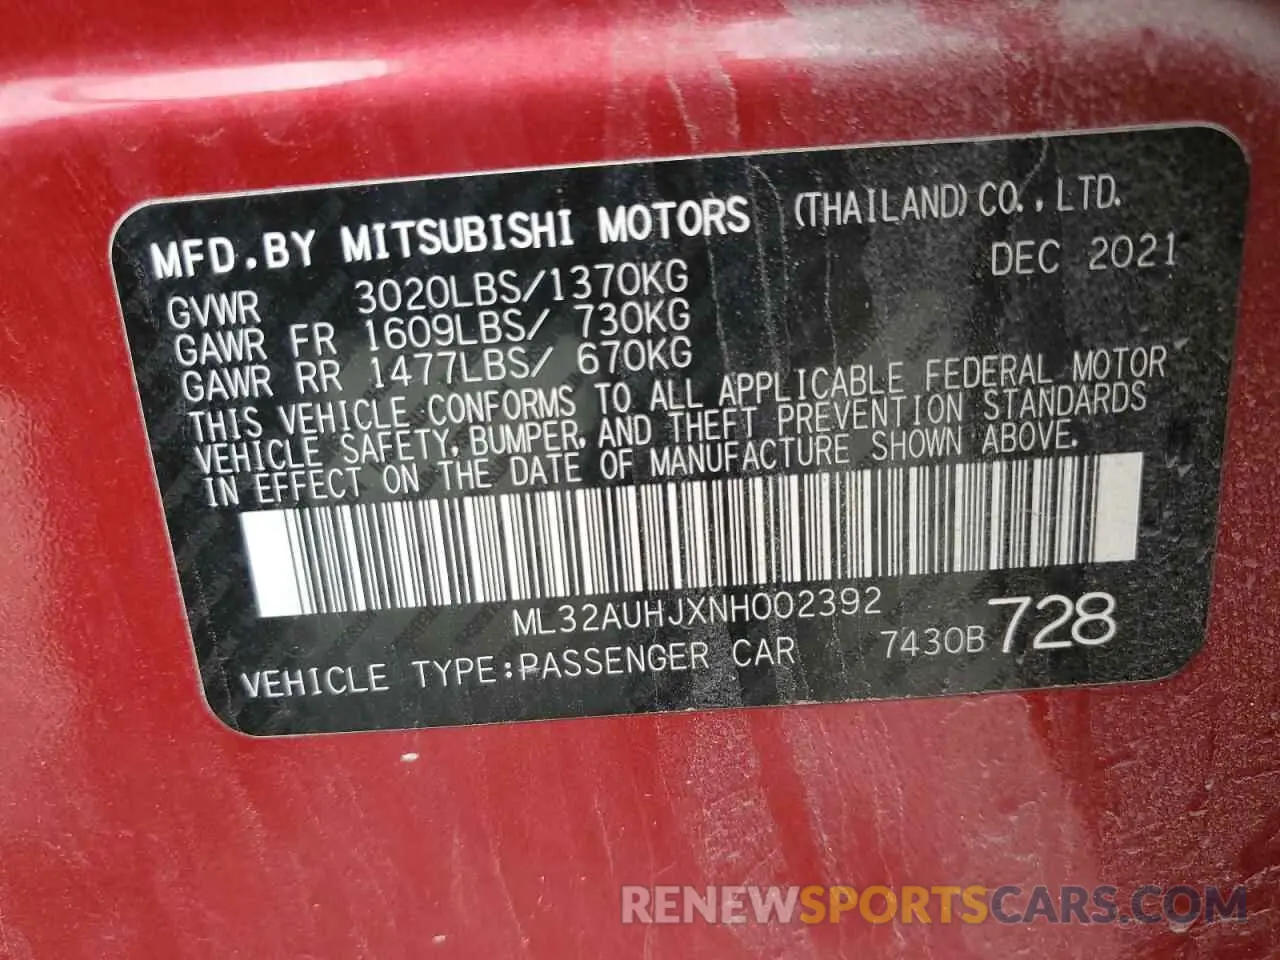 MFD.BY MITSUBISHI MOTORS (THAILAND) CO., LTD.
DEC 2021
GVWR 3020LBS/1370KG
GAWR FR 1609LBS/ 730KG
GAWR RR 1477LBS/ 670KG
THIS VEHICLE CONFORMS TO ALL APPLICABLE FEDERAL MOTOR
VEHICLE SAFETY, BUMPER, AND THEFT PREVENTION STANDARDS
IN EFFECT ON THE DATE OF MANUFACTURE SHOWN ABOVE.
ML32AUHJXNH002392
VEHICLE TYPE:PASSENGER CAR 7430B 728
RENEWSPORTSCARS.COM